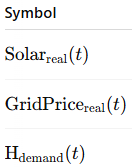 Symbol
Solar_real(t)
GridPrice_real(t)
H_demand(t)